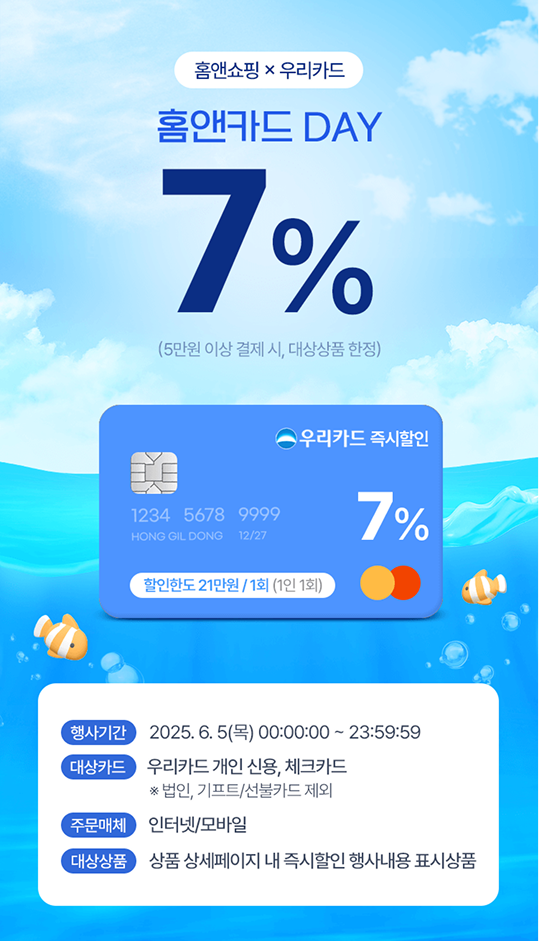 홈앤쇼핑 × 우리카드
홈앤카드 DAY
7%
(5만원 이상 결제 시, 대상상품 한정)
우리카드 즉시할인
1234 5678 9999
HONG GIL DONG 12/27
7%
할인한도 21만원 / 1회 (1인 1회)
행사기간 2025. 6. 5(목) 00:00:00 ~ 23:59:59
대상카드 우리카드 개인 신용, 체크카드
※ 법인, 기프트/선불카드 제외
주문매체 인터넷/모바일
대상상품 상품 상세페이지 내 즉시할인 행사내용 표시상품